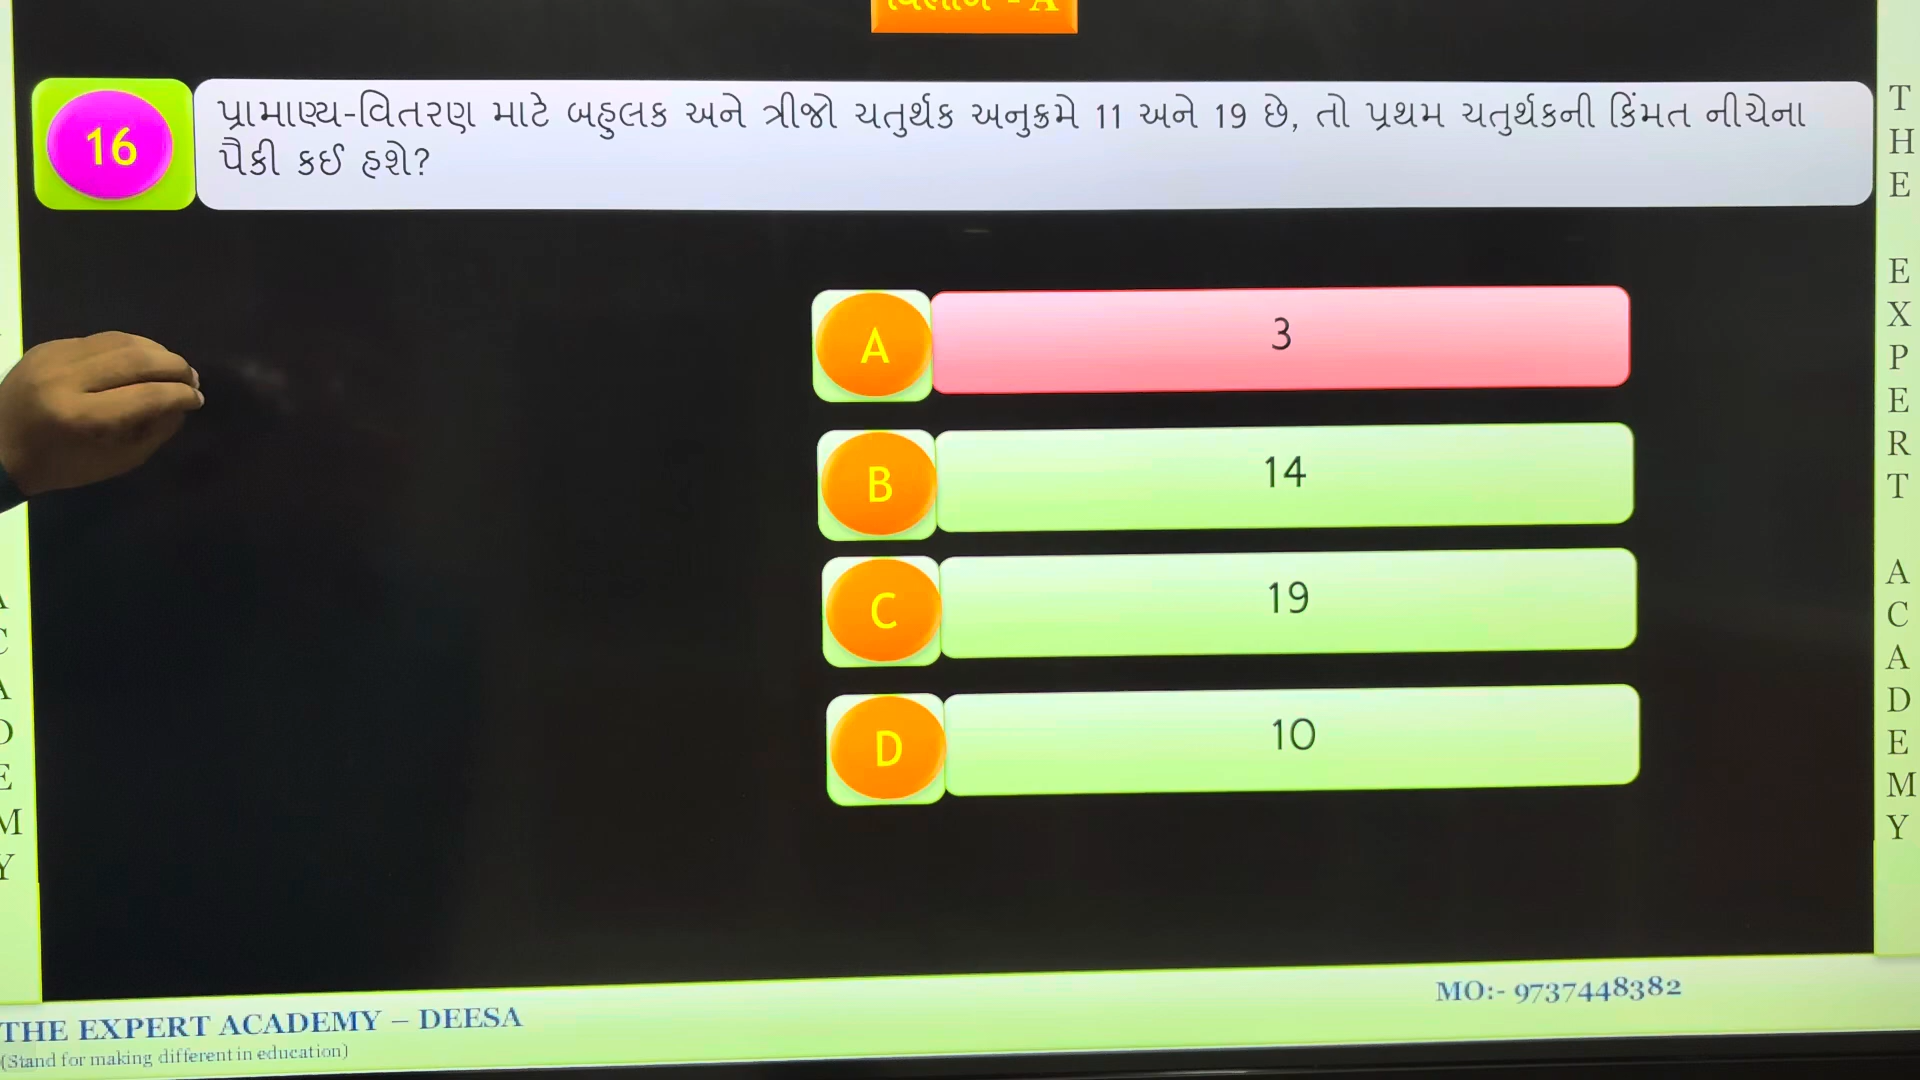 વિભાગ - A
16
પ્રામાણ્ય-વિતરણ માટે બહુલક અને ત્રીજો ચતુર્થક અનુક્રમે 11 અને 19 છે, તો પ્રથમ ચતુર્થકની કિંમત નીચેના
પૈકી કઈ હશે?
A 3
B 14
C 19
D 10
THE EXPERT ACADEMY
MO:- 9737448382
THE EXPERT ACADEMY – DEESA
(Stand for making different in education)